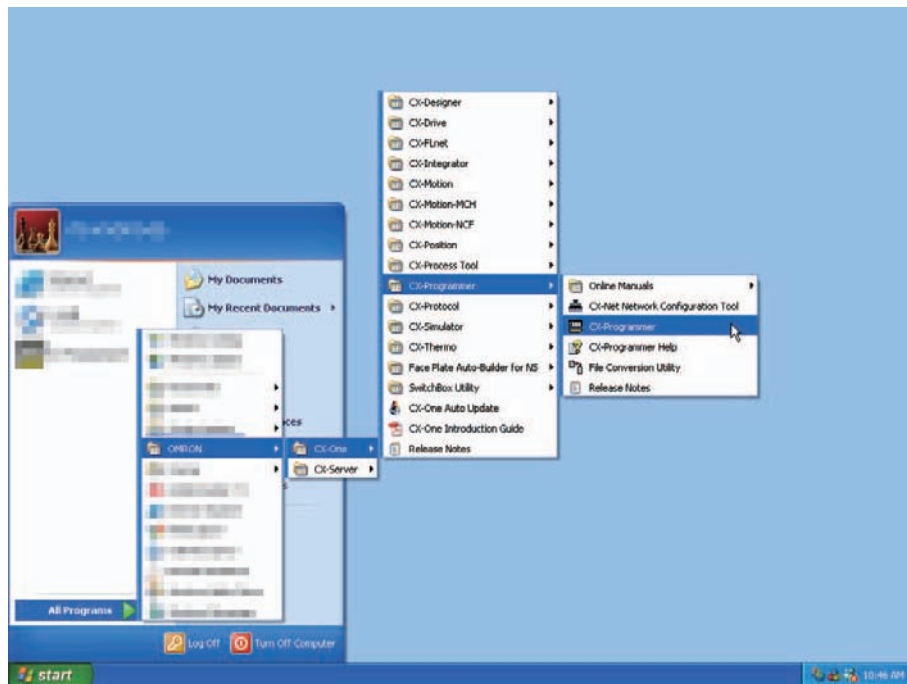 CX-Designer
CX-Drive
CX-FLnet
CX-Integrator
CX-Motion
CX-Motion-MCH
CX-Motion-NCF
CX-Position
CX-Process Tool
CX-Programmer
CX-Protocol
CX-Simulator
CX-Thermo
Face Plate Auto-Builder for NS
SwitchBox Utility
CX-One Auto Update
CX-One Introduction Guide
Release Notes
Online Manuals
CX-Net Network Configuration Tool
CX-Programmer
CX-Programmer Help
File Conversion Utility
Release Notes
My Documents
My Recent Documents
ces
OMRON
CX-One
CX-Server
s
All Programs
Log Off
Turn Off Computer
start
10:46 AM